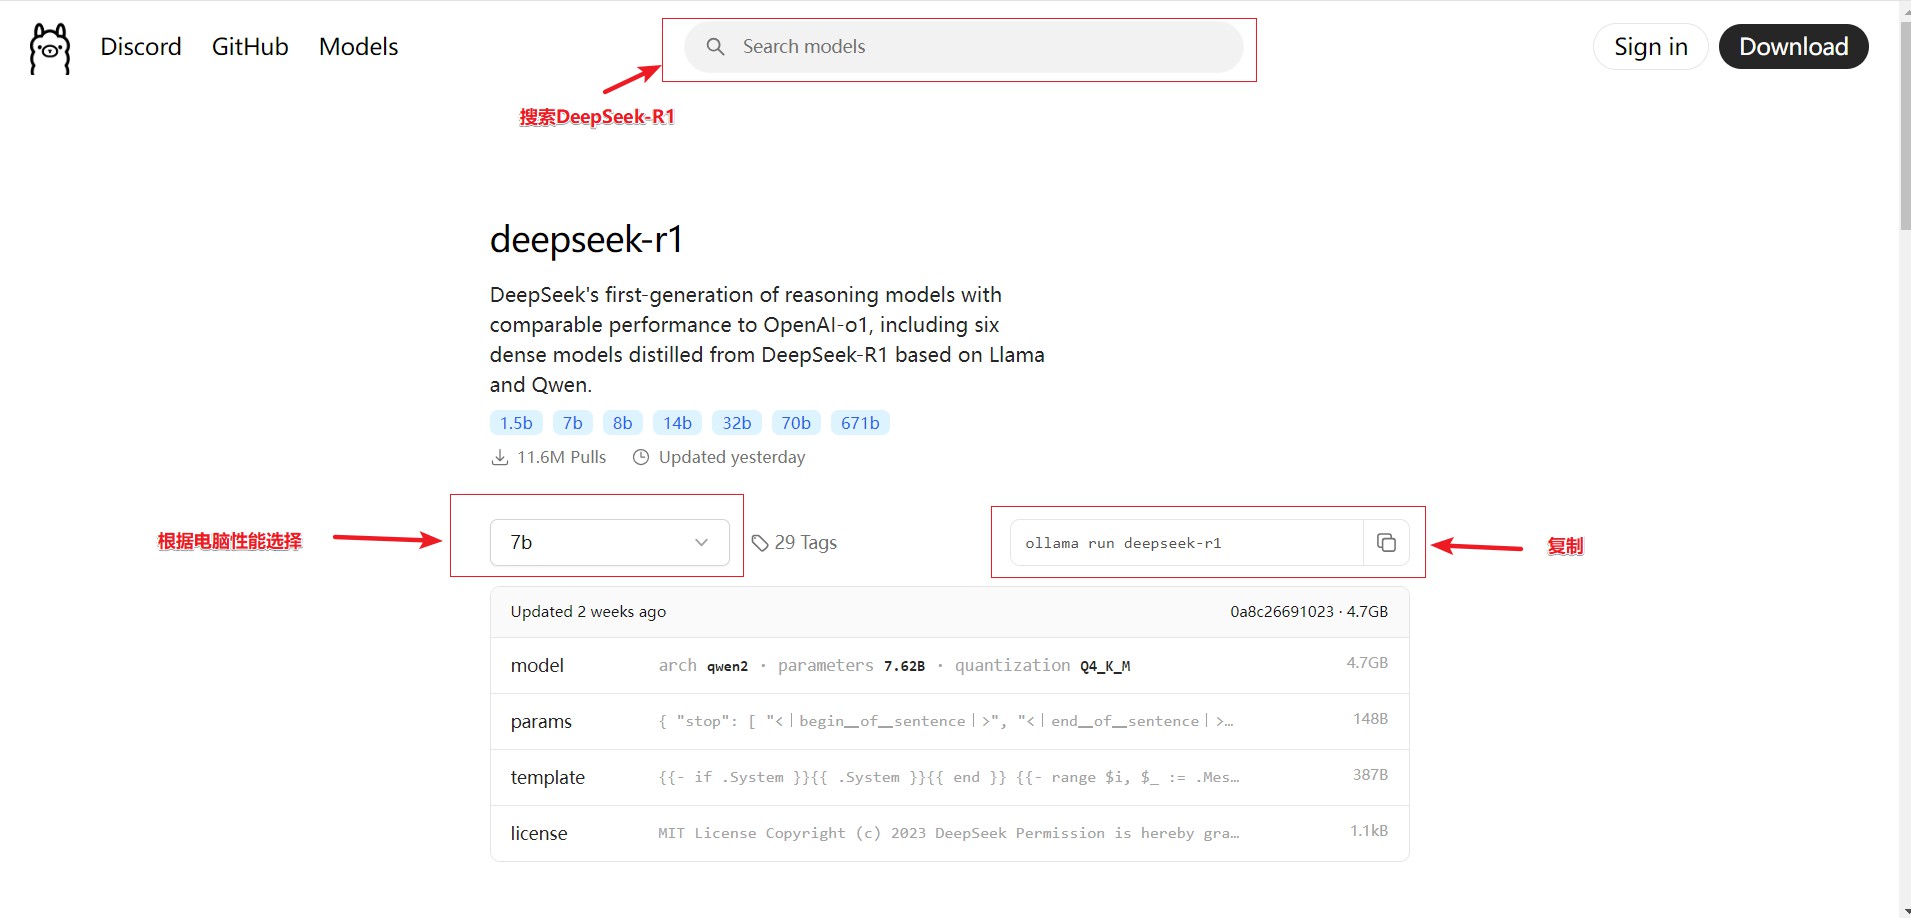 Discord GitHub Models Search models Sign in Download
搜索DeepSeek-R1
deepseek-r1
DeepSeek's first-generation of reasoning models with
comparable performance to OpenAI-o1, including six
dense models distilled from DeepSeek-R1 based on Llama
and Qwen.
1.5b 7b 8b 14b 32b 70b 671b
11.6M Pulls Updated yesterday
根据电脑性能选择 7b 29 Tags ollama run deepseek-r1 复制
Updated 2 weeks ago 0a8c26691023 · 4.7GB
model arch qwen2 · parameters 7.62B · quantization Q4_K_M 4.7GB
params { "stop": [ "<｜begin▁of▁sentence｜>", "<｜end▁of▁sentence｜>… 148B
template {{- if .System }}{{ .System }}{{ end }} {{- range $i, $_ := .Mes… 387B
license MIT License Copyright (c) 2023 DeepSeek Permission is hereby gra… 1.1kB